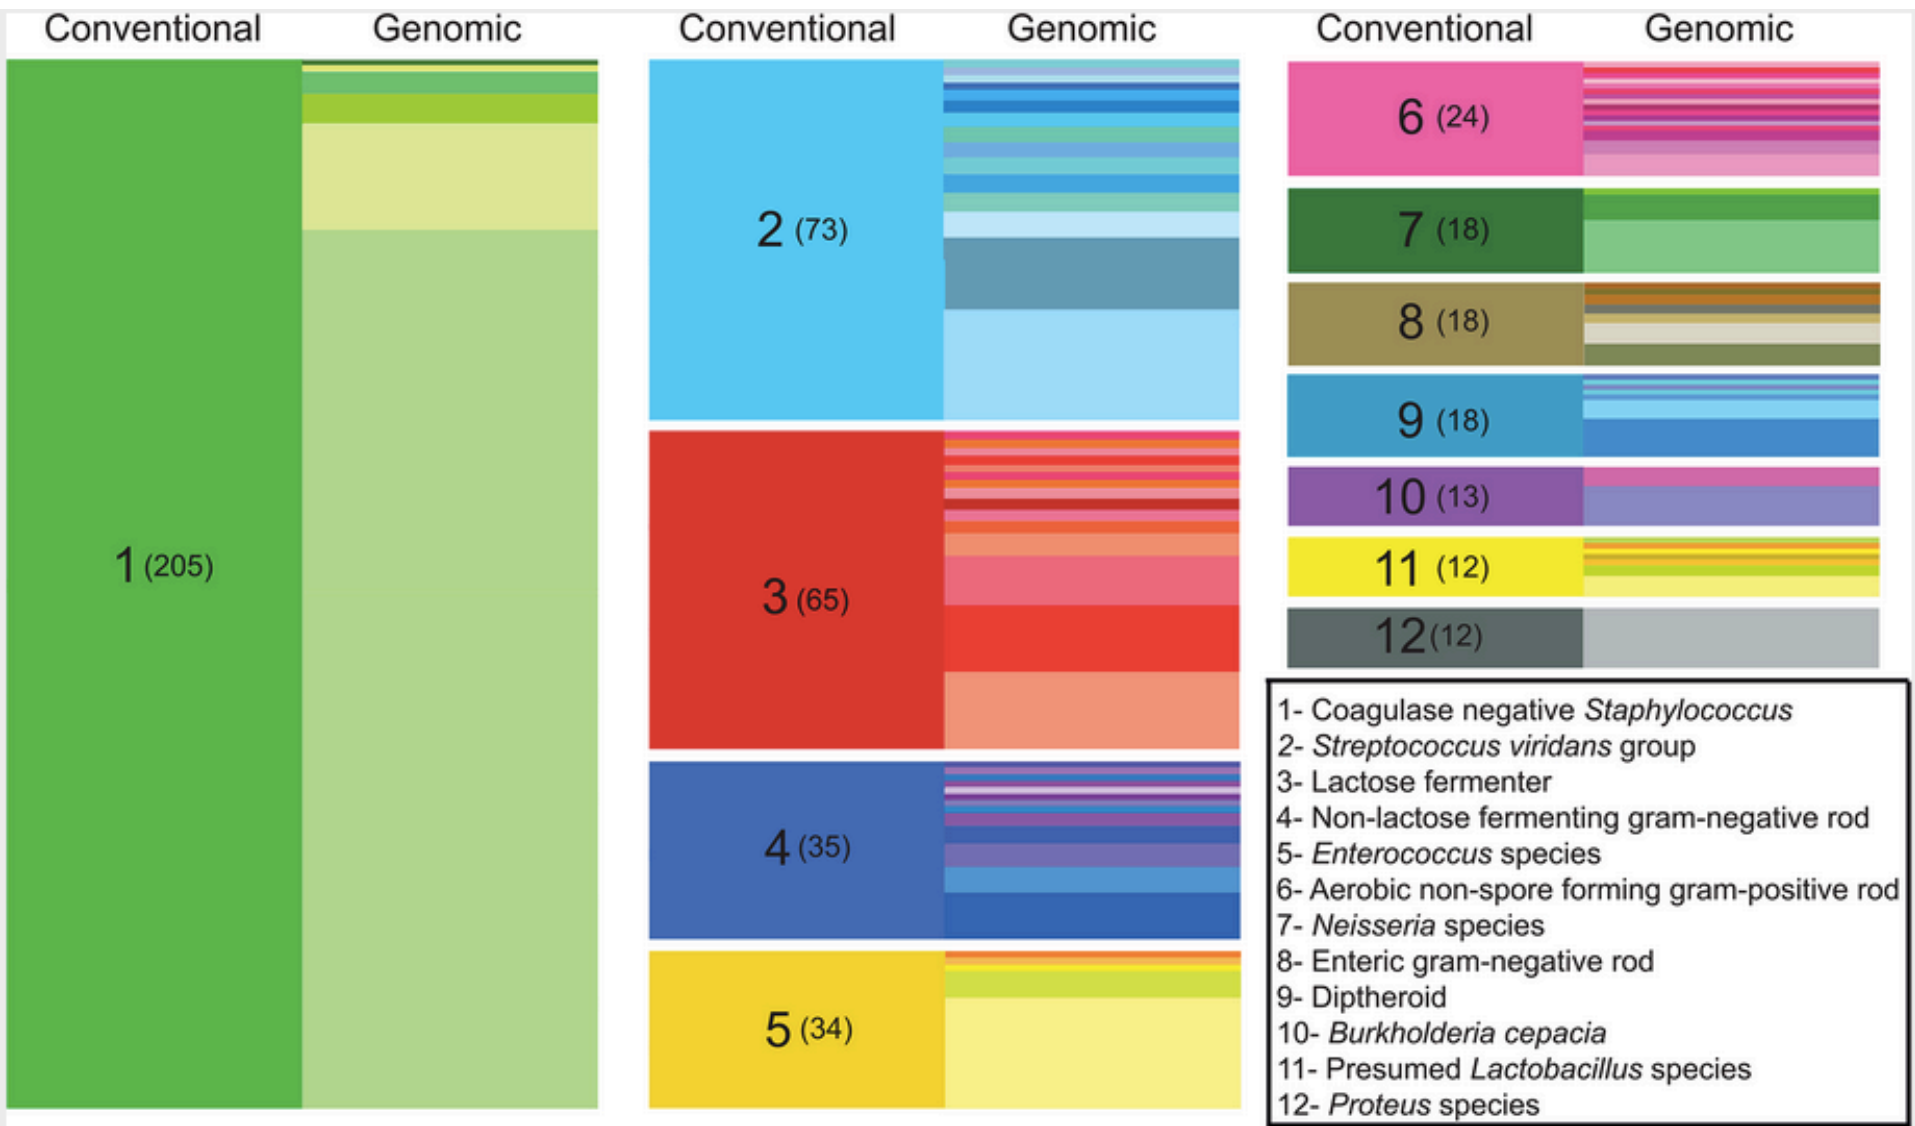 Conventional Genomic
1 (205)
Conventional Genomic
2 (73)
3 (65)
4 (35)
5 (34)
Conventional Genomic
6 (24)
7 (18)
8 (18)
9 (18)
10 (13)
11 (12)
12 (12)
1- Coagulase negative Staphylococcus
2- Streptococcus viridans group
3- Lactose fermenter
4- Non-lactose fermenting gram-negative rod
5- Enterococcus species
6- Aerobic non-spore forming gram-positive rod
7- Neisseria species
8- Enteric gram-negative rod
9- Diptheroid
10- Burkholderia cepacia
11- Presumed Lactobacillus species
12- Proteus species